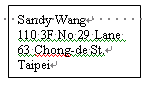 Sandy Wang
110 3F No 29 Lane
63 Chong-de St.
Taipei